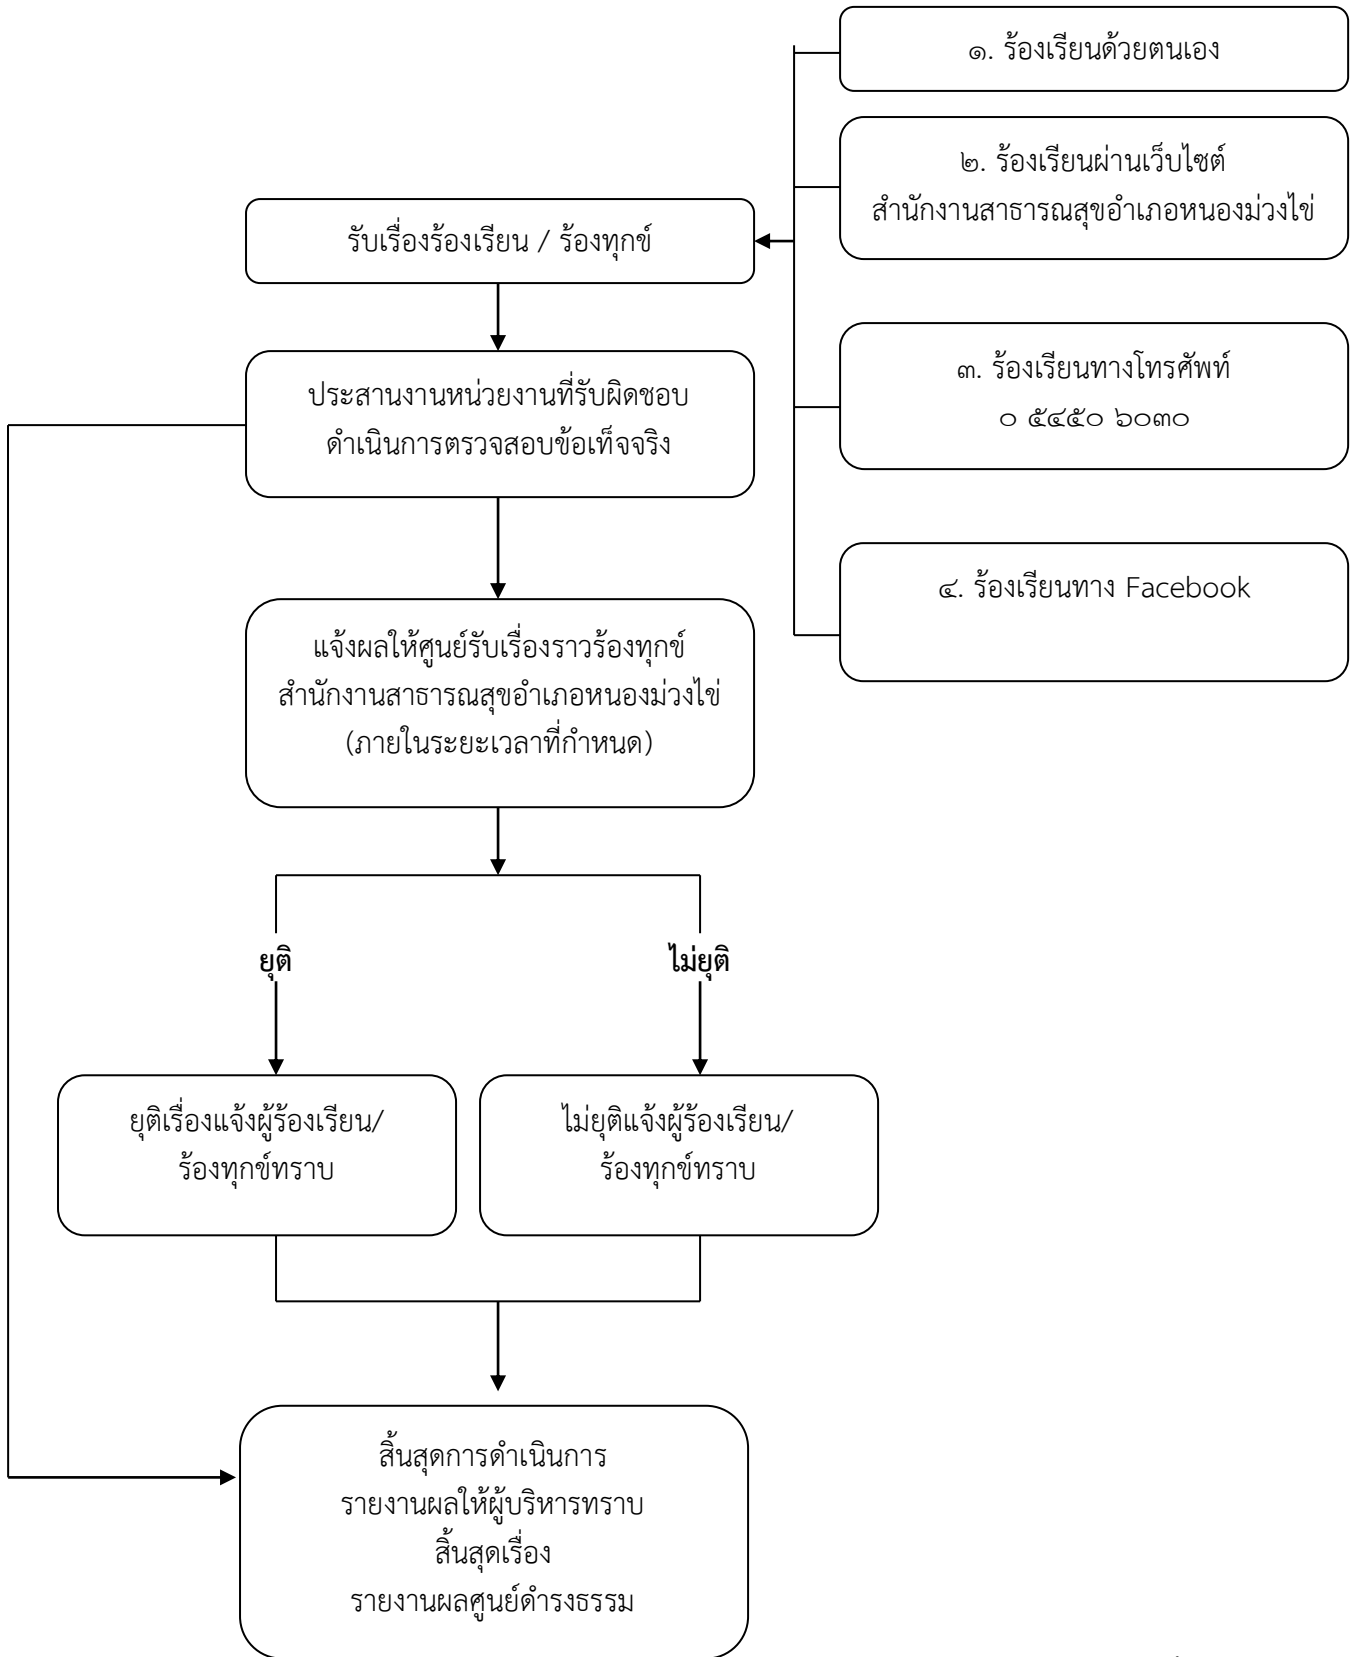 ๑. ร้องเรียนด้วยตนเอง
๒. ร้องเรียนผ่านเว็บไซต์
สำนักงานสาธารณสุขอำเภอหนองม่วงไข่
รับเรื่องร้องเรียน / ร้องทุกข์
๓. ร้องเรียนทางโทรศัพท์
๐ ๕๔๕๐ ๖๐๓๐
ประสานงานหน่วยงานที่รับผิดชอบ
ดำเนินการตรวจสอบข้อเท็จจริง
๔. ร้องเรียนทาง Facebook
แจ้งผลให้ศูนย์รับเรื่องราวร้องทุกข์
สำนักงานสาธารณสุขอำเภอหนองม่วงไข่
(ภายในระยะเวลาที่กำหนด)
ยุติ
ไม่ยุติ
ยุติเรื่องแจ้งผู้ร้องเรียน/
ร้องทุกข์ทราบ
ไม่ยุติแจ้งผู้ร้องเรียน/
ร้องทุกข์ทราบ
สิ้นสุดการดำเนินการ
รายงานผลให้ผู้บริหารทราบ
สิ้นสุดเรื่อง
รายงานผลศูนย์ดำรงธรรม